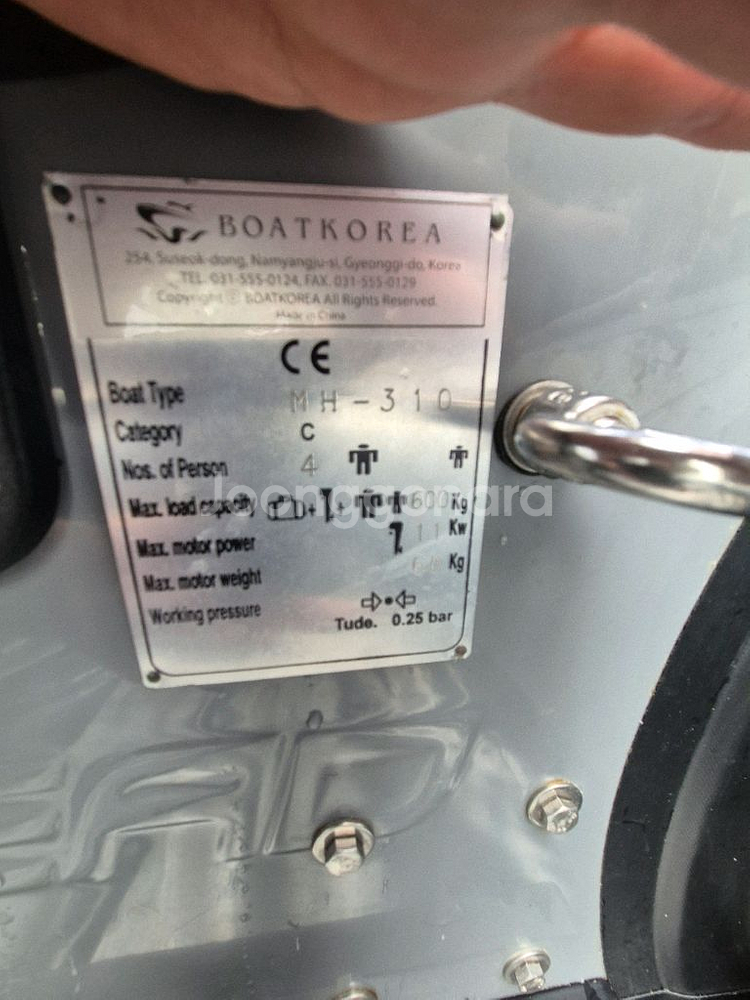 BOATKOREA
254, Suseok-dong, Namyangju-si, Gyeonggi-do, Korea
TEL. 031-555-0124, FAX. 031-555-0129
Copyright ⓒ BOATKOREA All Rights Reserved.
Made in China
CE
Boat Type MH-310
Category C
Nos. of Person 4
Max. load capacity + + 600 Kg
Max. motor power 11 Kw
Max. motor weight Kg
Working pressure
Tude. 0.25 bar
joonggonara